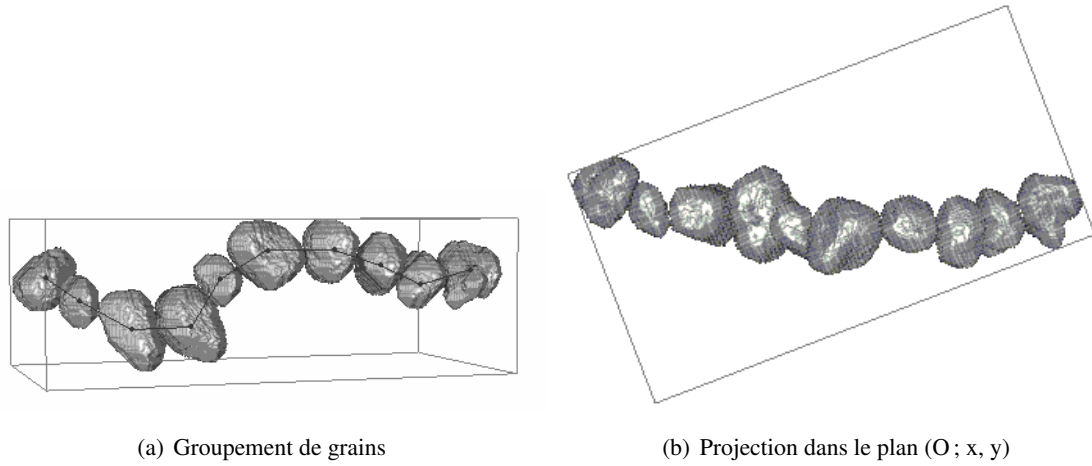 (a) Groupement de grains
(b) Projection dans le plan (O ; x, y)